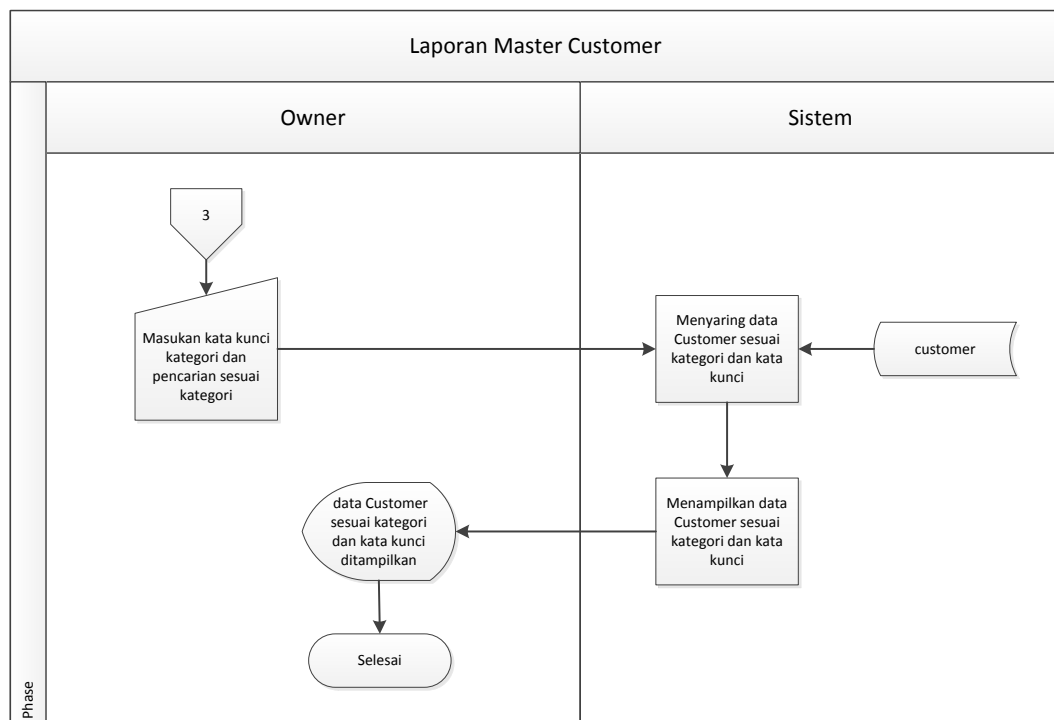 Laporan Master Customer
Owner
Sistem
3
Masukan kata kunci
kategori dan
pencarian sesuai
kategori
Menyaring data
Customer sesuai
kategori dan kata
kunci
customer
data Customer
sesuai kategori
dan kata kunci
ditampilkan
Menampilkan data
Customer sesuai
kategori dan kata
kunci
Selesai
Phase